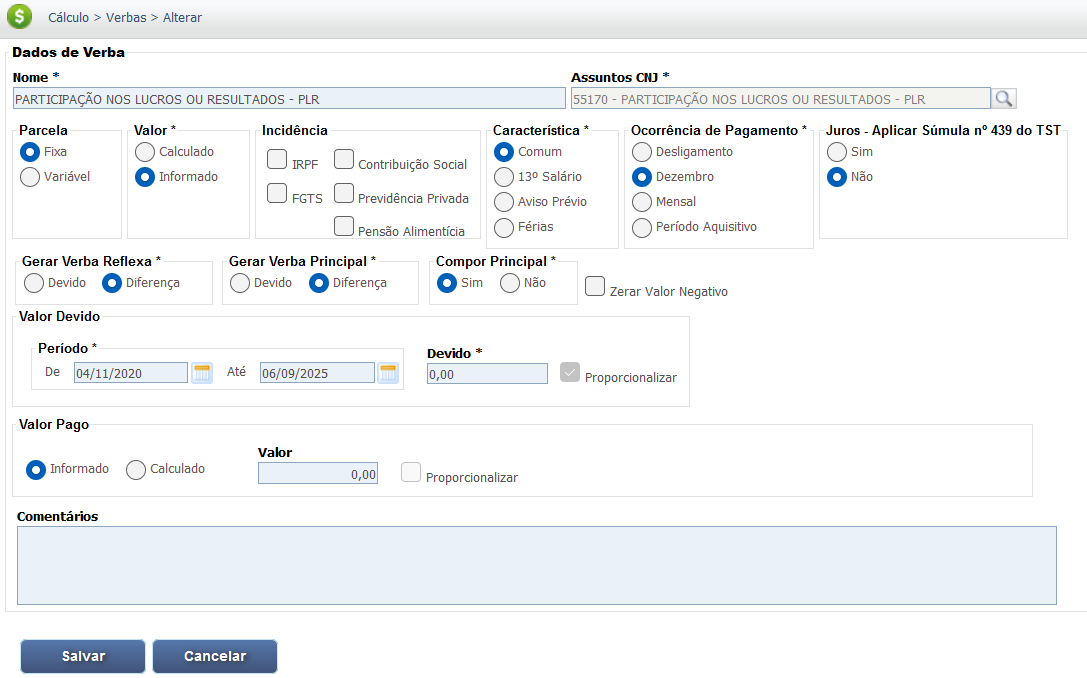 Cálculo > Verbas > Alterar
Dados de Verba
Nome * Assuntos CNJ *
PARTICIPAÇÃO NOS LUCROS OU RESULTADOS - PLR 55170 - PARTICIPAÇÃO NOS LUCROS OU RESULTADOS - PLR
Parcela Valor * Incidência Característica * Ocorrência de Pagamento * Juros - Aplicar Súmula nº 439 do TST
Fixa Calculado IRPF Contribuição Social Comum Desligamento Sim
Variável Informado FGTS Previdência Privada 13º Salário Dezembro Não
Pensão Alimentícia Aviso Prévio Mensal
Férias Período Aquisitivo
Gerar Verba Reflexa * Gerar Verba Principal * Compor Principal *
Devido Diferença Devido Diferença Sim Não Zerar Valor Negativo
Valor Devido
Período * Devido *
De 04/11/2020 Até 06/09/2025 0,00 Proporcionalizar
Valor Pago
Valor
Informado Calculado 0,00 Proporcionalizar
Comentários
Salvar Cancelar